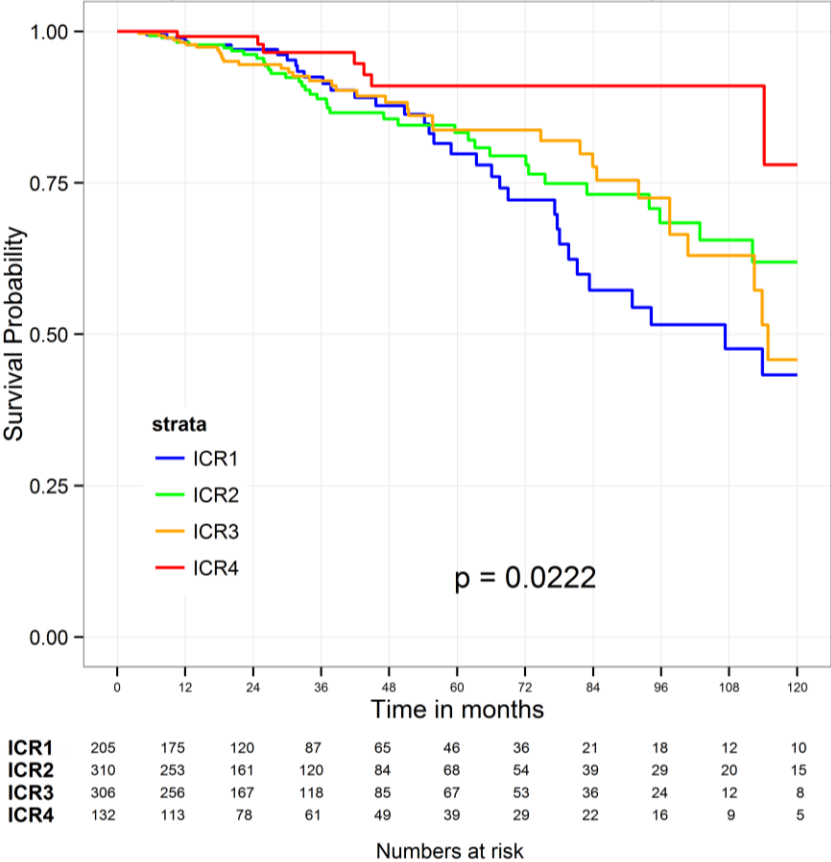 1.00
0.75
0.50
0.25
0.00
Survival Probability
strata
ICR1
ICR2
ICR3
ICR4
p = 0.0222
0 12 24 36 48 60 72 84 96 108 120
Time in months
ICR1 205 175 120 87 65 46 36 21 18 12 10
ICR2 310 253 161 120 84 68 54 39 29 20 15
ICR3 306 256 167 118 85 67 53 36 24 12 8
ICR4 132 113 78 61 49 39 29 22 16 9 5
Numbers at risk